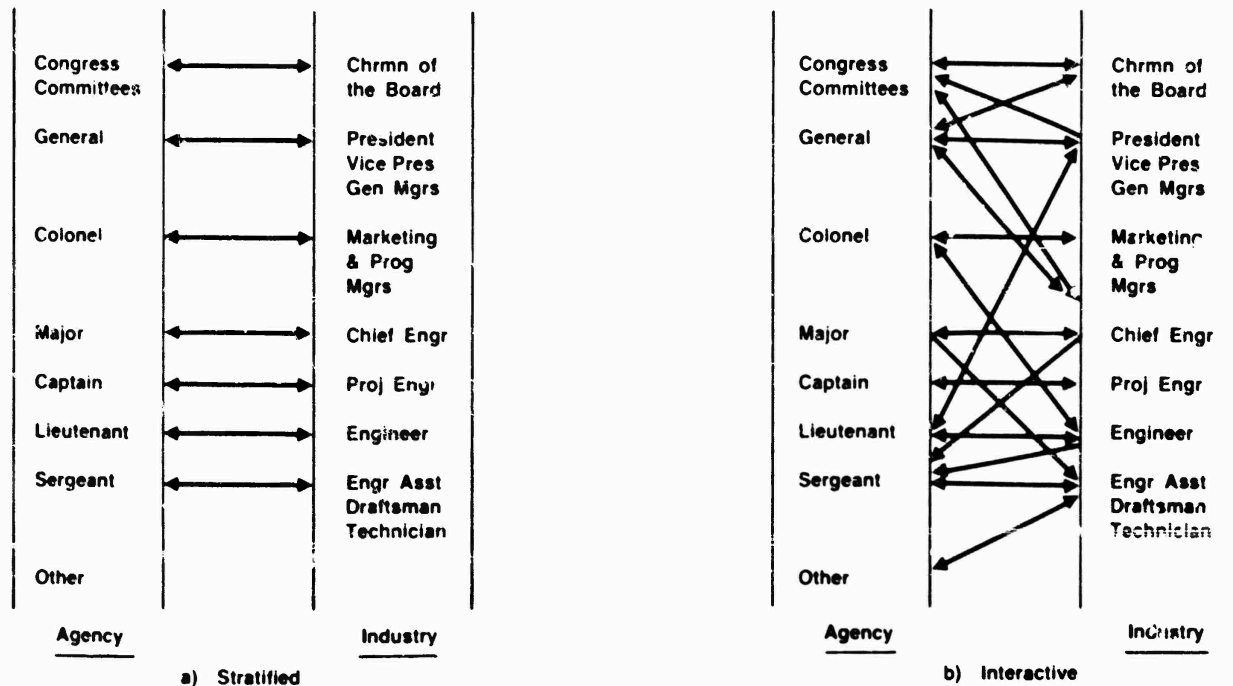 Congress
Committees
General
Colonel
Major
Captain
Lieutenant
Sergeant
Other
Agency
Chrmn of
the Board
President
Vice Pres
Gen Mgrs
Marketing
& Prog
Mgrs
Chief Engr
Proj Engr
Engineer
Engr Asst
Draftsman
Technician
Industry
a) Stratified
Congress
Committees
General
Colonel
Major
Captain
Lieutenant
Sergeant
Other
Agency
Chrmn of
the Board
President
Vice Pres
Gen Mgrs
Marketing
& Prog
Mgrs
Chief Engr
Proj Engr
Engineer
Engr Asst
Draftsman
Technician
Industry
b) Interactive